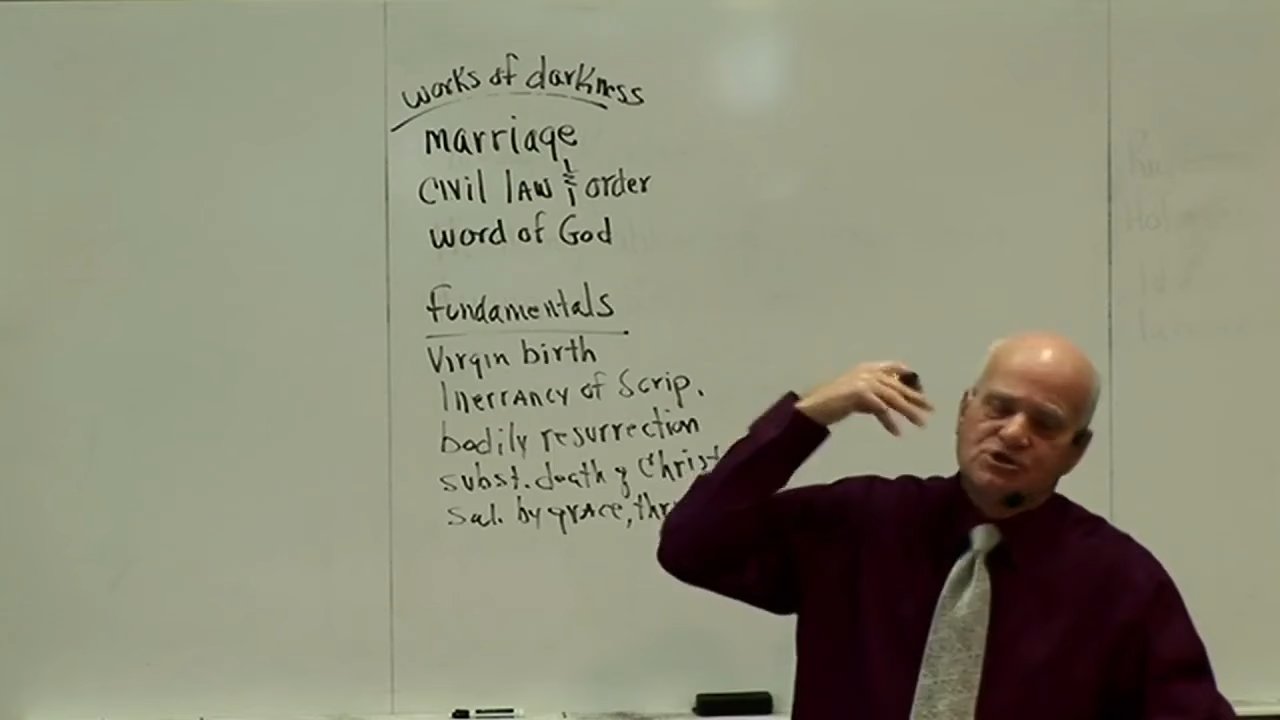 works of darkness
marriage
civil law & order
word of God
fundamentals
Virgin birth
Inerrancy of Scrip.
bodily resurrection
subst. death of Christ
Sal. by grace, thr